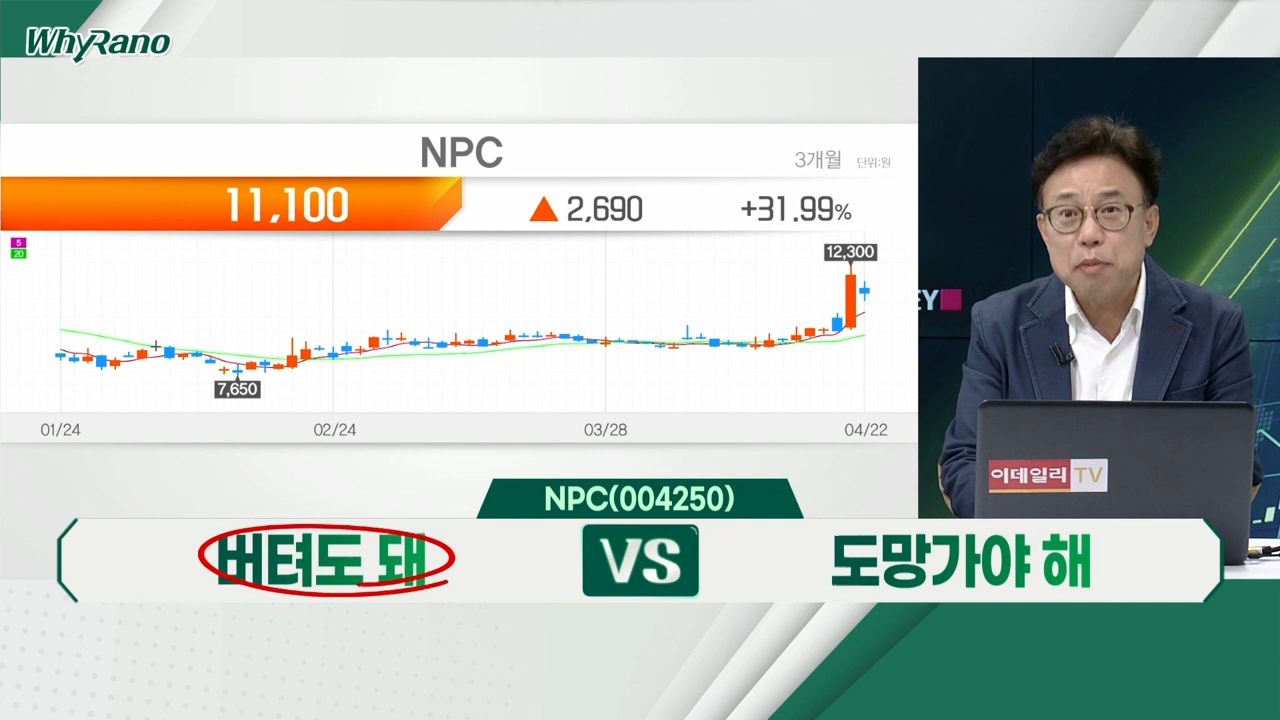 WhyRano
NPC
3개월 단위:원
11,100 ▲ 2,690 +31.99%
5
20
12,300
7,650
01/24 02/24 03/28 04/22
EY
이데일리 TV
NPC(004250)
버텨도 돼 VS 도망가야 해